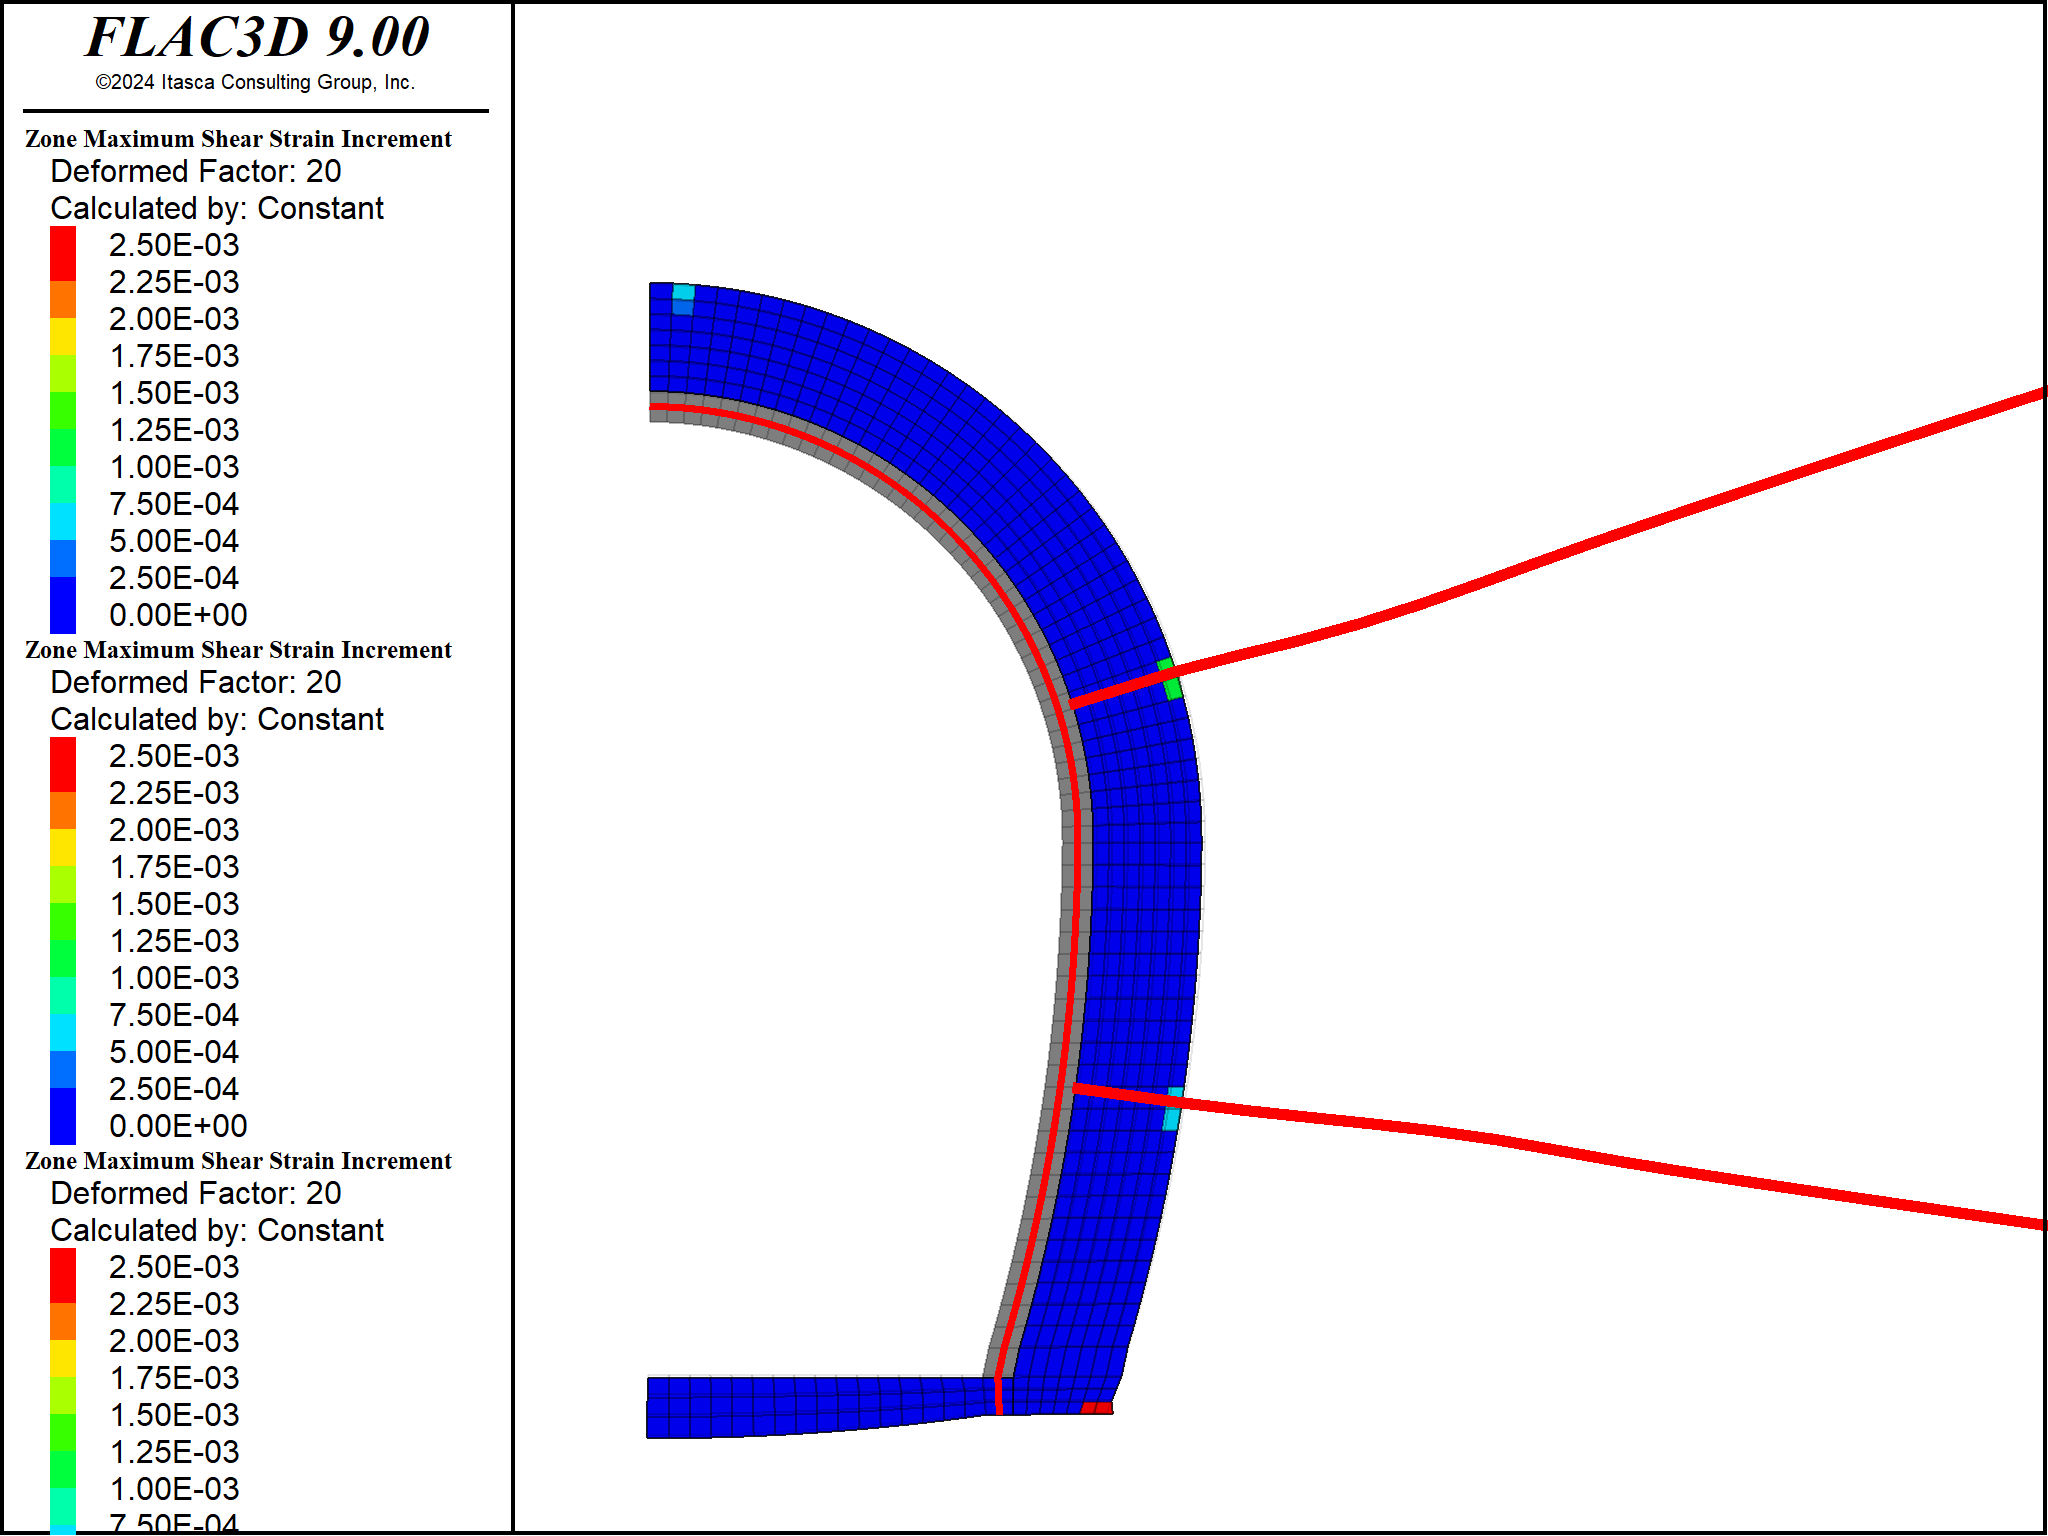 FLAC3D 9.00
©2024 Itasca Consulting Group, Inc.
Zone Maximum Shear Strain Increment
Deformed Factor: 20
Calculated by: Constant
2.50E-03
2.25E-03
2.00E-03
1.75E-03
1.50E-03
1.25E-03
1.00E-03
7.50E-04
5.00E-04
2.50E-04
0.00E+00
Zone Maximum Shear Strain Increment
Deformed Factor: 20
Calculated by: Constant
2.50E-03
2.25E-03
2.00E-03
1.75E-03
1.50E-03
1.25E-03
1.00E-03
7.50E-04
5.00E-04
2.50E-04
0.00E+00
Zone Maximum Shear Strain Increment
Deformed Factor: 20
Calculated by: Constant
2.50E-03
2.25E-03
2.00E-03
1.75E-03
1.50E-03
1.25E-03
1.00E-03
7.50E-04